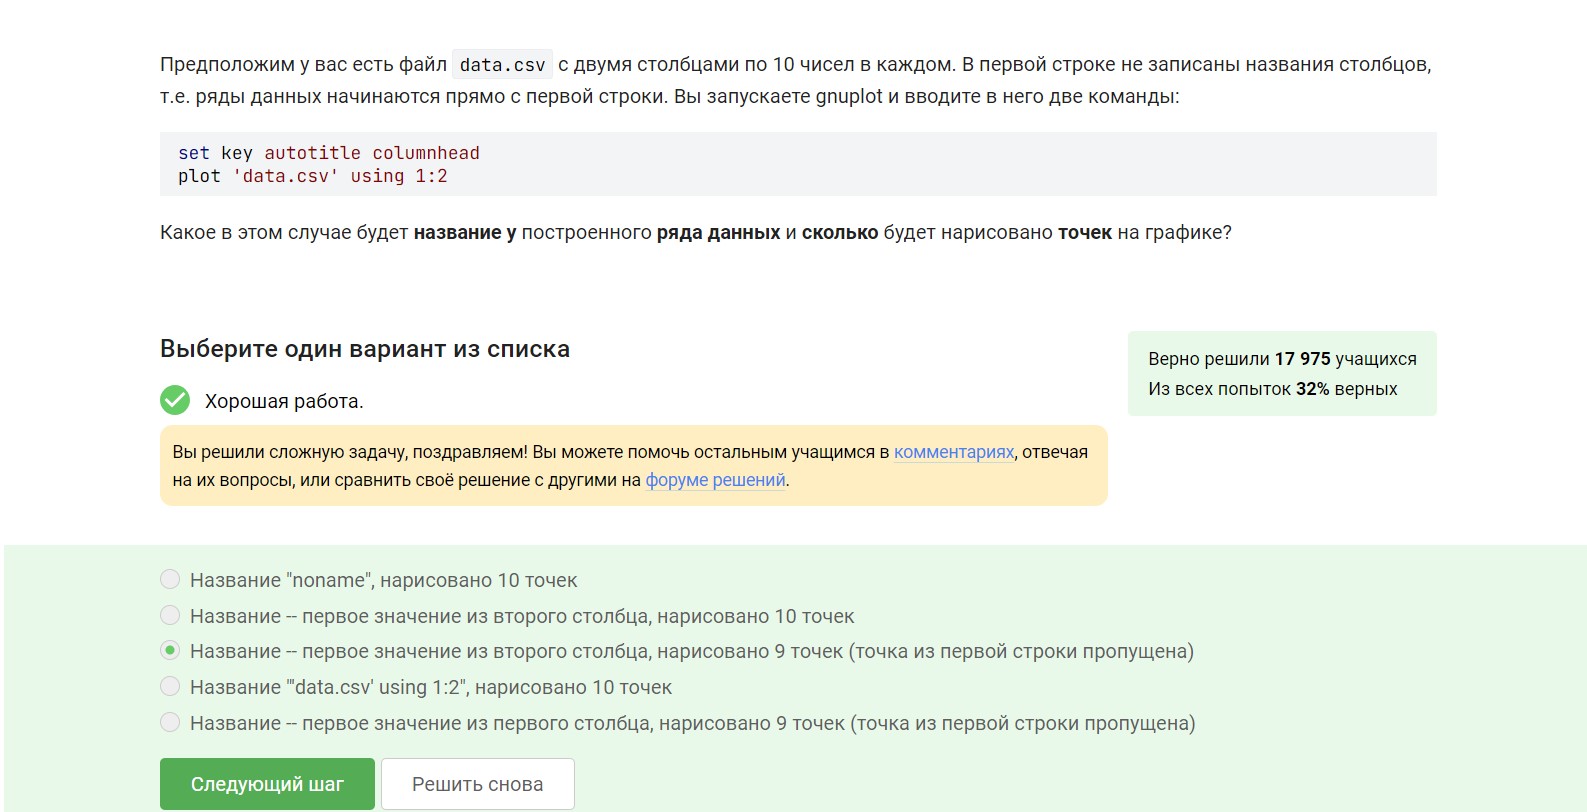 Предположим у вас есть файл data.csv с двумя столбцами по 10 чисел в каждом. В первой строке не записаны названия столбцов,
т.е. ряды данных начинаются прямо с первой строки. Вы запускаете gnuplot и вводите в него две команды:
set key autotitle columnhead
plot 'data.csv' using 1:2
Какое в этом случае будет название у построенного ряда данных и сколько будет нарисовано точек на графике?
Выберите один вариант из списка
Верно решили 17 975 учащихся
Из всех попыток 32% верных
Хорошая работа.
Вы решили сложную задачу, поздравляем! Вы можете помочь остальным учащимся в комментариях, отвечая
на их вопросы, или сравнить своё решение с другими на форуме решений.
Название "noname", нарисовано 10 точек
Название -- первое значение из второго столбца, нарисовано 10 точек
Название -- первое значение из второго столбца, нарисовано 9 точек (точка из первой строки пропущена)
Название "'data.csv' using 1:2", нарисовано 10 точек
Название -- первое значение из первого столбца, нарисовано 9 точек (точка из первой строки пропущена)
Следующий шаг
Решить снова